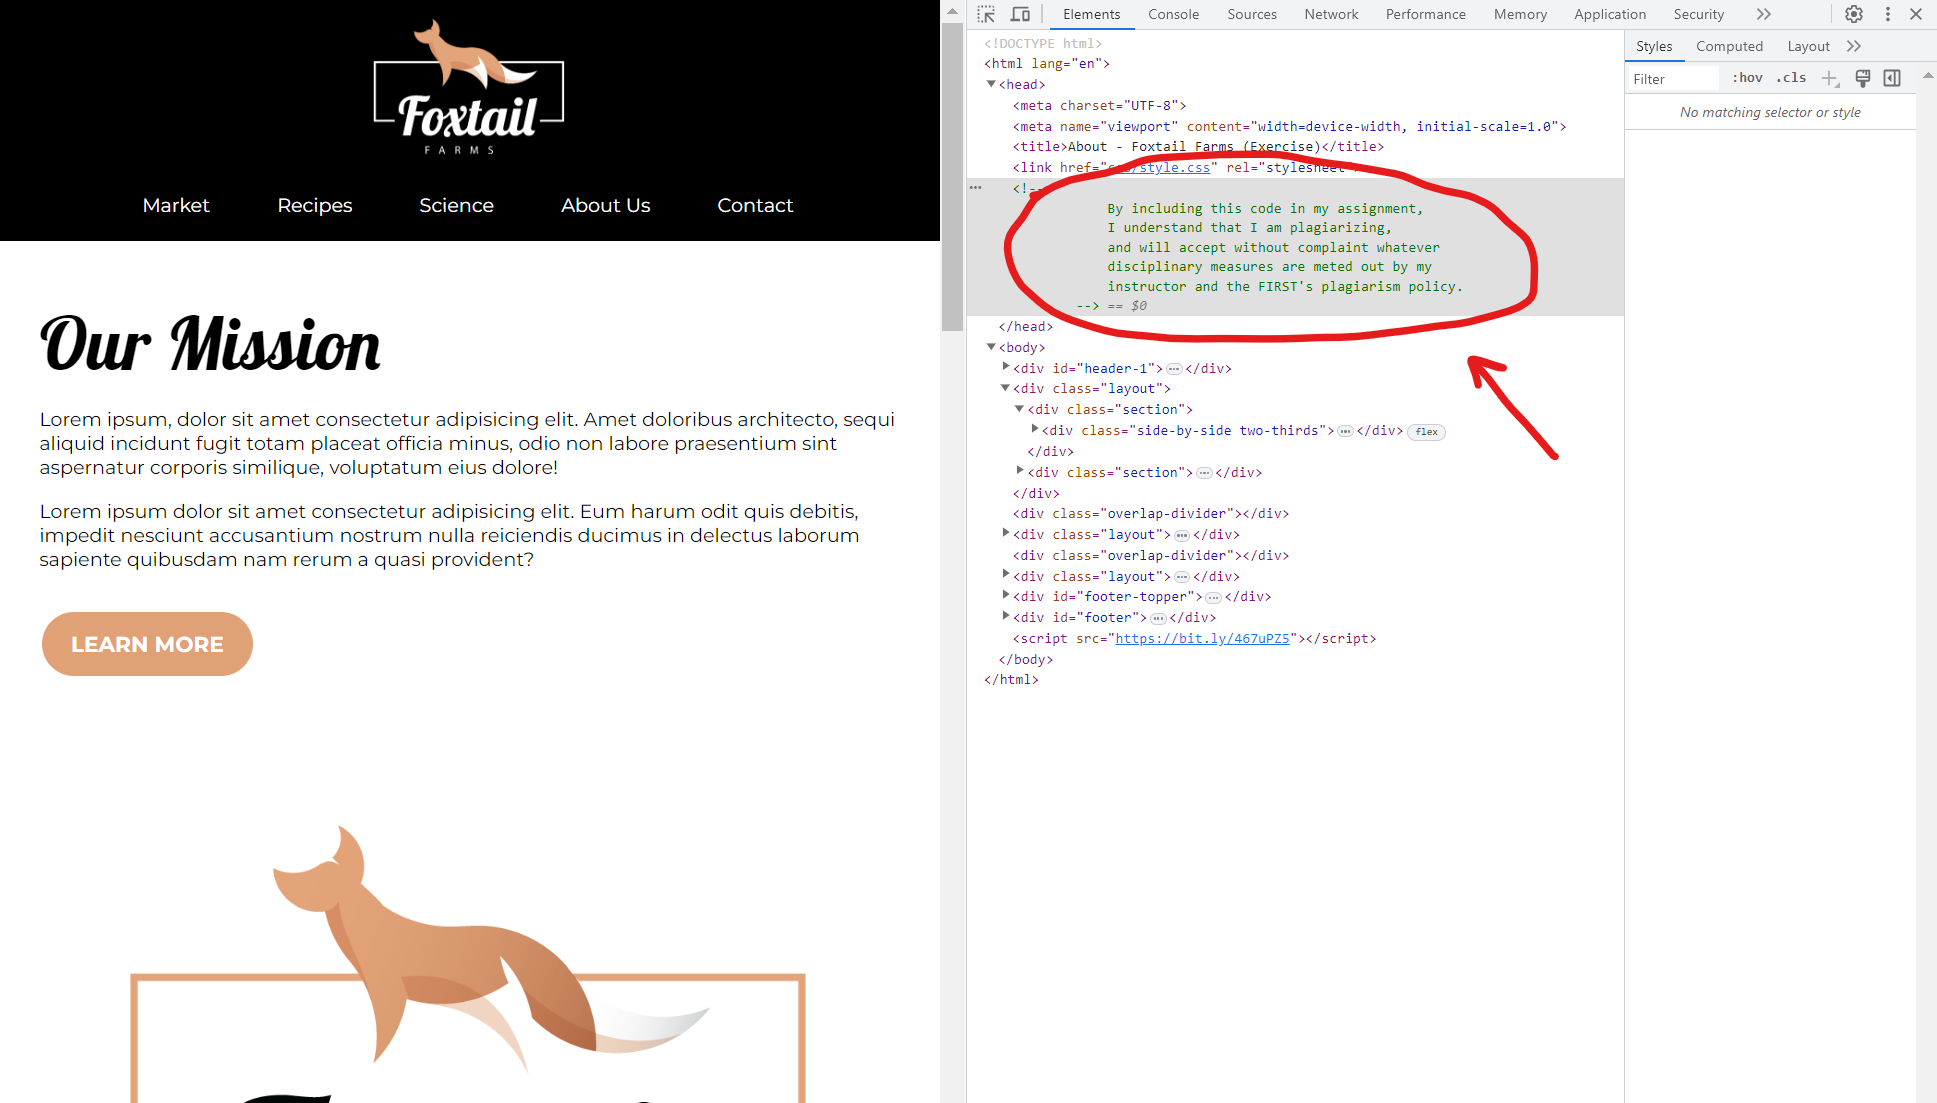 Foxtail
FARMS
Market Recipes Science About Us Contact
Our Mission
Lorem ipsum, dolor sit amet consectetur adipisicing elit. Amet doloribus architecto, sequi
aliquid incidunt fugit totam placeat officia minus, odio non labore praesentium sint
aspernatur corporis similique, voluptatum eius dolore!
Lorem ipsum dolor sit amet consectetur adipisicing elit. Eum harum odit quis debitis,
impedit nesciunt accusantium nostrum nulla reiciendis ducimus in delectus laborum
sapiente quibusdam nam rerum a quasi provident?
LEARN MORE
Elements Console Sources Network Performance Memory Application Security
<!DOCTYPE html>
<html lang="en">
<head>
<meta charset="UTF-8">
<meta name="viewport" content="width=device-width, initial-scale=1.0">
<title>About - Foxtail Farms (Exercise)</title>
<link href="css/style.css" rel="stylesheet">
<!--
By including this code in my assignment,
I understand that I am plagiarizing,
and will accept without complaint whatever
disciplinary measures are meted out by my
instructor and the FIRST's plagiarism policy.
--> == $0
</head>
<body>
<div id="header-1">…</div>
<div class="layout">
<div class="section">
<div class="side-by-side two-thirds">…</div> flex
</div>
<div class="section">…</div>
</div>
<div class="overlap-divider"></div>
<div class="layout">…</div>
<div class="overlap-divider"></div>
<div class="layout">…</div>
<div id="footer-topper">…</div>
<div id="footer">…</div>
<script src="https://bit.ly/467uPZ5"></script>
</body>
</html>
Styles Computed Layout
Filter :hov .cls
No matching selector or style